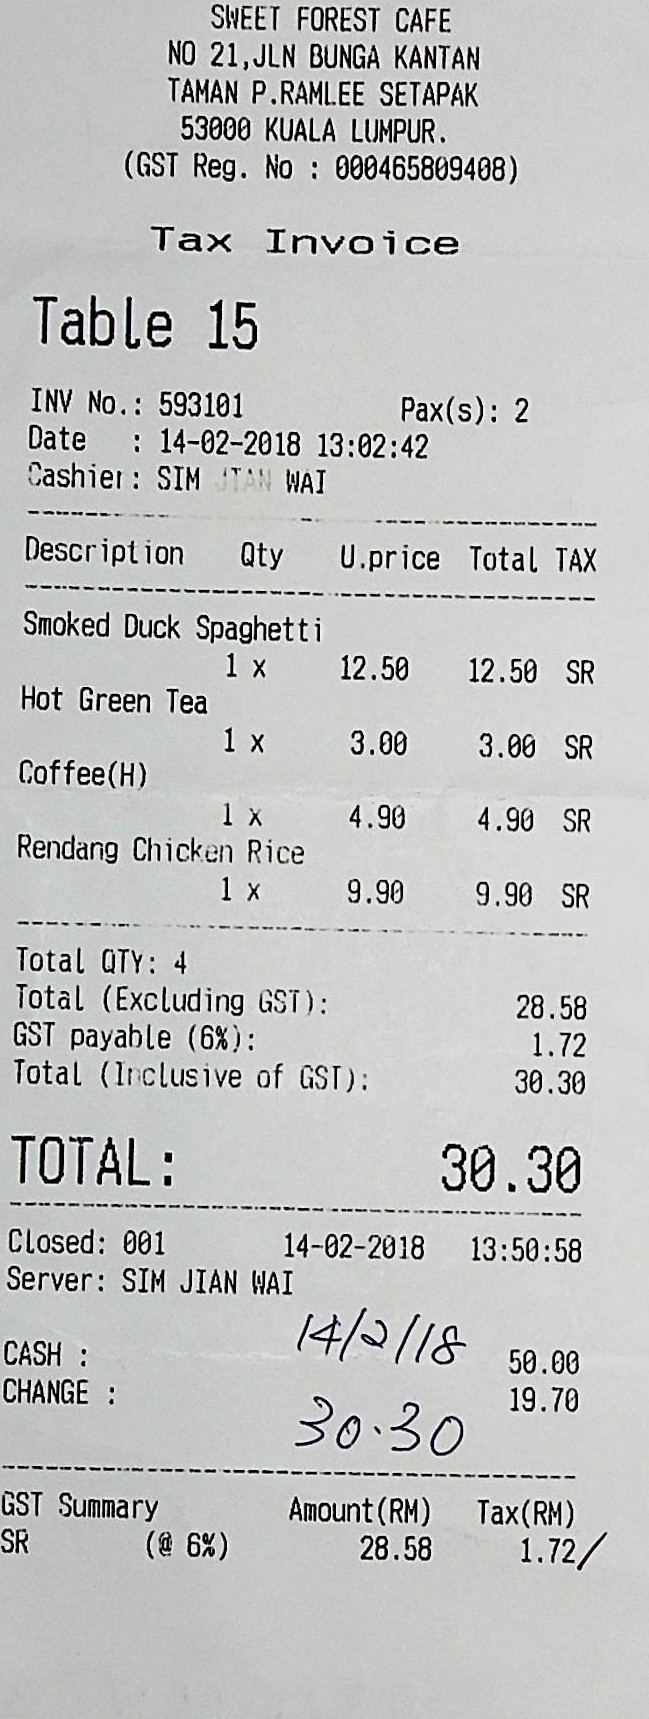 SWEET FOREST CAFE
NO 21,JLN BUNGA KANTAN
TAMAN P.RAMLEE SETAPAK
53000 KUALA LUMPUR.
(GST Reg. No : 000465809408)
Tax Invoice
Table 15
INV No.: 593101 Pax(s): 2
Date : 14-02-2018 13:02:42
Cashier: SIM JIAN WAI
Description Qty U.price Total TAX
Smoked Duck Spaghetti
1 x 12.50 12.50 SR
Hot Green Tea
1 x 3.00 3.00 SR
Coffee(H)
1 x 4.90 4.90 SR
Rendang Chicken Rice
1 x 9.90 9.90 SR
Total QTY: 4
Total (Excluding GST): 28.58
GST payable (6%): 1.72
Total (Inclusive of GST): 30.30
TOTAL: 30.30
Closed: 001 14-02-2018 13:50:58
Server: SIM JIAN WAI
14/2/18
CASH : 50.00
CHANGE : 19.70
30.30
GST Summary Amount(RM) Tax(RM)
SR (@ 6%) 28.58 1.72/